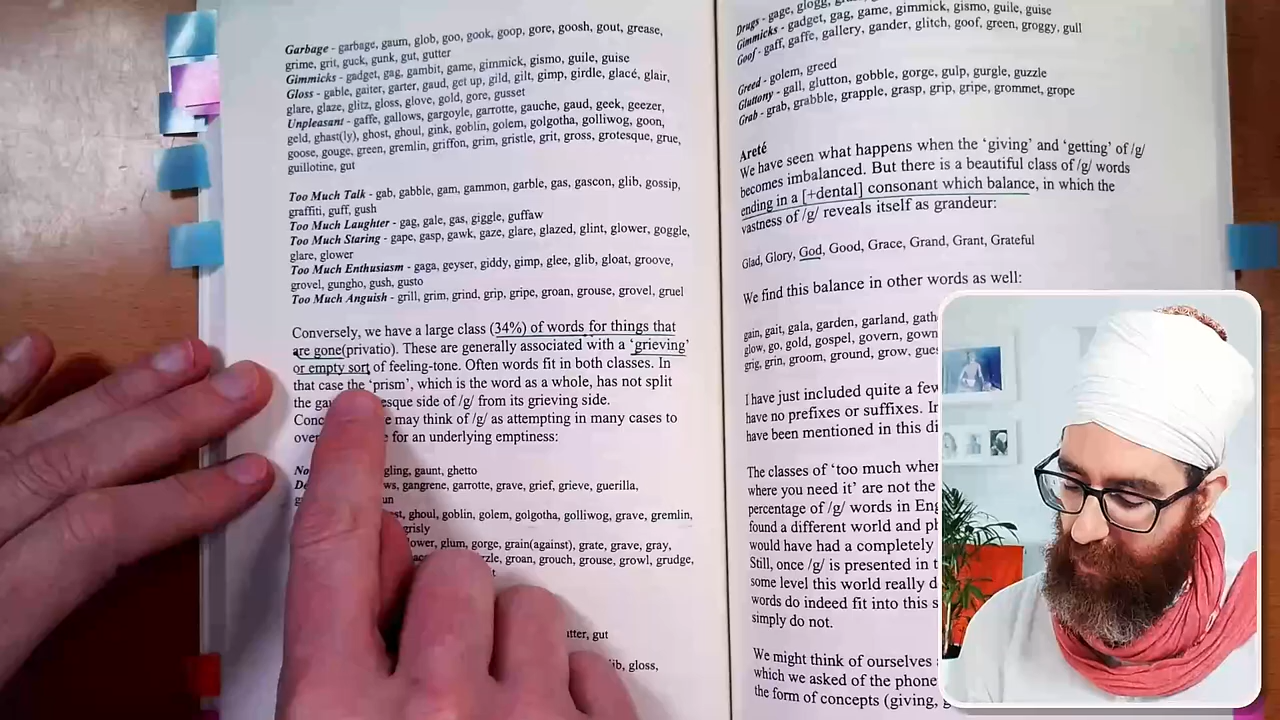 Garbage - garbage, gaum, glob, goo, gook, goop, gore, goosh, gout, grease,
grime, grit, guck, gunk, gut, gutter
Gimmicks - gadget, gag, gambit, game, gimmick, gismo, guile, guise
Gloss - gable, gaiter, garter, gaud, get up, gild, gilt, gimp, girdle, glacé, glair,
glare, glaze, glitz, gloss, glove, gold, gore, gusset
Unpleasant - gaffe, gallows, gargoyle, garrotte, gauche, gaud, geek, geezer,
geld, ghast(ly), ghost, ghoul, gink, goblin, golem, golgotha, golliwog, goon,
goose, gouge, green, gremlin, griffon, grim, gristle, grit, gross, grotesque, grue,
guillotine, gut
Too Much Talk - gab, gabble, gam, gammon, garble, gas, gascon, glib, gossip,
graffiti, guff, gush
Too Much Laughter - gag, gale, gas, giggle, guffaw
Too Much Staring - gape, gasp, gawk, gaze, glare, glazed, glint, glower, goggle,
glare, glower
Too Much Enthusiasm - gaga, geyser, giddy, gimp, glee, glib, gloat, groove,
grovel, gungho, gush, gusto
Too Much Anguish - grill, grim, grind, grip, gripe, groan, grouse, grovel, gruel
Conversely, we have a large class (34%) of words for things that
are gone(privatio). These are generally associated with a 'grieving'
or empty sort of feeling-tone. Often words fit in both classes. In
that case the 'prism', which is the word as a whole, has not split
the esque side of /g/ from its grieving side.
may think of /g/ as attempting in many cases to
for an underlying emptiness:
gling, gaunt, ghetto
ws, gangrene, garrotte, grave, grief, grieve, guerilla,
ghoul, goblin, golem, golgotha, golliwog, grave, gremlin,
grisly
lower, glum, gorge, grain(against), grate, grave, gray,
groan, grouch, grouse, growl, grudge,
gut
gloss,
Drugs - gage,
Gimmicks - gadget, gag, game, gimmick, gismo, guile, guise
Goof - gaff, gaffe, gallery, gander, glitch, goof, green, groggy, gull
Greed - golem, greed
Gluttony - gall, glutton, gobble, gorge, gulp, gurgle, guzzle
Grab - grab, grabble, grapple, grasp, grip, gripe, grommet, grope
Areté
We have seen what happens when the 'giving' and 'getting' of /g/
becomes imbalanced. But there is a beautiful class of /g/ words
ending in a [+dental] consonant which balance, in which the
vastness of /g/ reveals itself as grandeur:
Glad, Glory, God, Good, Grace, Grand, Grant, Grateful
We find this balance in other words as well:
gain, gait, gala, garden, garland, gath
glow, go, gold, gospel, govern, gown
grig, grin, groom, ground, grow, gues
I have just included quite a few
have no prefixes or suffixes. In
have been mentioned in this di
The classes of 'too much wher
where you need it' are not the
percentage of /g/ words in Eng
found a different world and ph
would have had a completely
Still, once /g/ is presented in t
some level this world really d
words do indeed fit into this s
simply do not.
We might think of ourselves
which we asked of the phone
the form of concepts (giving, g